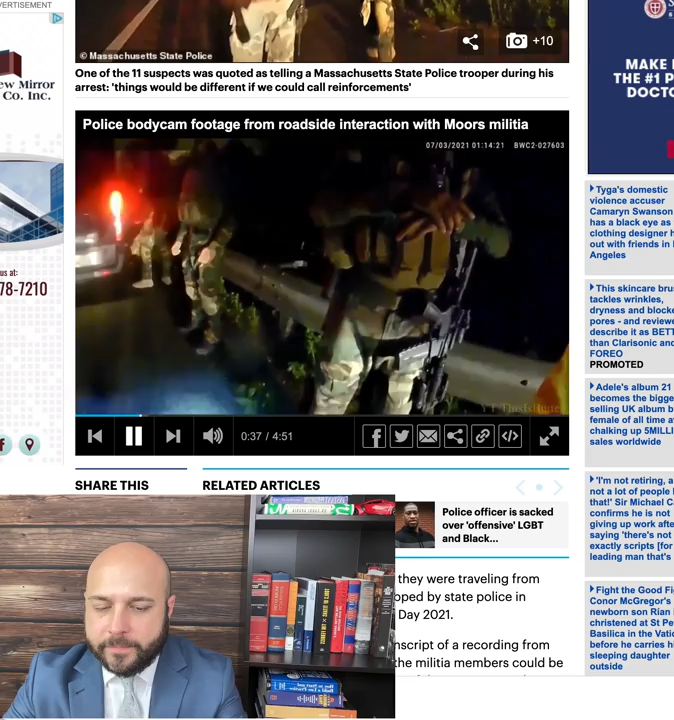 VERTISEMENT
ew Mirror
Co. Inc.
us at:
78-7210
© Massachusetts State Police
+10
One of the 11 suspects was quoted as telling a Massachusetts State Police trooper during his
arrest: 'things would be different if we could call reinforcements'
Police bodycam footage from roadside interaction with Moors militia
07/03/2021 01:14:21 BWC2-027603
0:37 / 4:51
SHARE THIS
RELATED ARTICLES
Police officer is sacked
over 'offensive' LGBT
and Black...
they were traveling from
oped by state police in
Day 2021.
nscript of a recording from
the militia members could be
MAKE
THE #1 P
DOCTO
Tyga's domestic
violence accuser
Camaryn Swanson
has a black eye as
clothing designer h
out with friends in
Angeles
This skincare bru
tackles wrinkles,
dryness and blocke
pores - and reviewe
describe it as BET
than Clarisonic and
FOREO
PROMOTED
Adele's album 21
becomes the bigge
selling UK album b
female of all time a
chalking up 5MILLI
sales worldwide
'I'm not retiring, a
not a lot of people
that!' Sir Michael C
confirms he is not
giving up work afte
saying 'there's not
exactly scripts [for
leading man's
Fight the Good Fi
Conor McGregor's
newborn son Rian
christened at St Pe
Basilica in the Vatic
before he carries h
sleeping daughter
outside